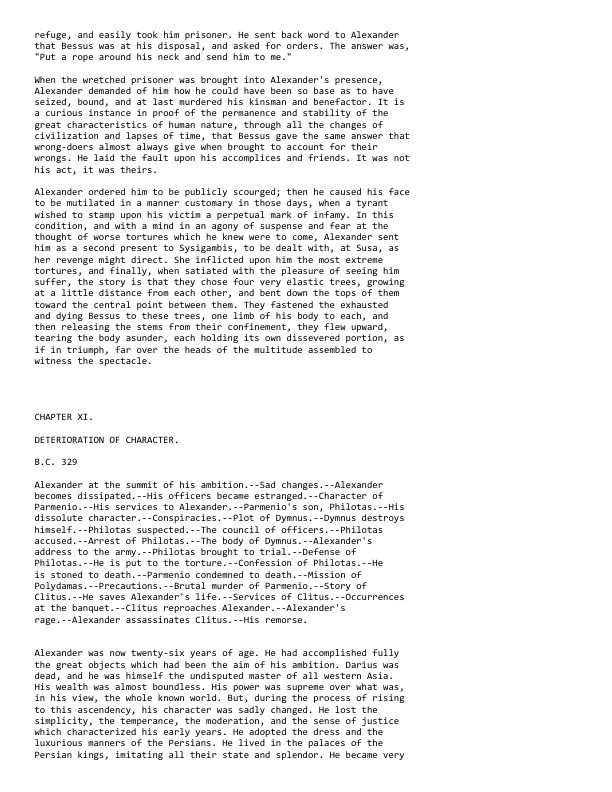 refuge, and easily took him prisoner. He sent back word to Alexander
that Bessus was at his disposal, and asked for orders. The answer was,
"Put a rope around his neck and send him to me."

When the wretched prisoner was brought into Alexander's presence,
Alexander demanded of him how he could have been so base as to have
seized, bound, and at last murdered his kinsman and benefactor. It is
a curious instance in proof of the permanence and stability of the
great characteristics of human nature, through all the changes of
civilization and lapses of time, that Bessus gave the same answer that
wrong-doers almost always give when brought to account for their
wrongs. He laid the fault upon his accomplices and friends. It was not
his act, it was theirs.

Alexander ordered him to be publicly scourged; then he caused his face
to be mutilated in a manner customary in those days, when a tyrant
wished to stamp upon his victim a perpetual mark of infamy. In this
condition, and with a mind in an agony of suspense and fear at the
thought of worse tortures which he knew were to come, Alexander sent
him as a second present to Sysigambis, to be dealt with, at Susa, as
her revenge might direct. She inflicted upon him the most extreme
tortures, and finally, when satiated with the pleasure of seeing him
suffer, the story is that they chose four very elastic trees, growing
at a little distance from each other, and bent down the tops of them
toward the central point between them. They fastened the exhausted
and dying Bessus to these trees, one limb of his body to each, and
then releasing the stems from their confinement, they flew upward,
tearing the body asunder, each holding its own dissevered portion, as
if in triumph, far over the heads of the multitude assembled to
witness the spectacle.

CHAPTER XI.

DETERIORATION OF CHARACTER.

B.C. 329

Alexander at the summit of his ambition.--Sad changes.--Alexander
becomes dissipated.--His officers became estranged.--Character of
Parmenio.--His services to Alexander.--Parmenio's son, Philotas.--His
dissolute character.--Conspiracies.--Plot of Dymnus.--Dymnus destroys
himself.--Philotas suspected.--The council of officers.--Philotas
accused.--Arrest of Philotas.--The body of Dymnus.--Alexander's
address to the army.--Philotas brought to trial.--Defense of
Philotas.--He is put to the torture.--Confession of Philotas.--He
is stoned to death.--Parmenio condemned to death.--Mission of
Polydamas.--Precautions.--Brutal murder of Parmenio.--Story of
Clitus.--He saves Alexander's life.--Services of Clitus.--Occurrences
at the banquet.--Clitus reproaches Alexander.--Alexander's
rage.--Alexander assassinates Clitus.--His remorse.

Alexander was now twenty-six years of age. He had accomplished fully
the great objects which had been the aim of his ambition. Darius was
dead, and he was himself the undisputed master of all western Asia.
His wealth was almost boundless. His power was supreme over what was,
in his view, the whole known world. But, during the process of rising
to this ascendency, his character was sadly changed. He lost the
simplicity, the temperance, the moderation, and the sense of justice
which characterized his early years. He adopted the dress and the
luxurious manners of the Persians. He lived in the palaces of the
Persian kings, imitating all their state and splendor. He became very